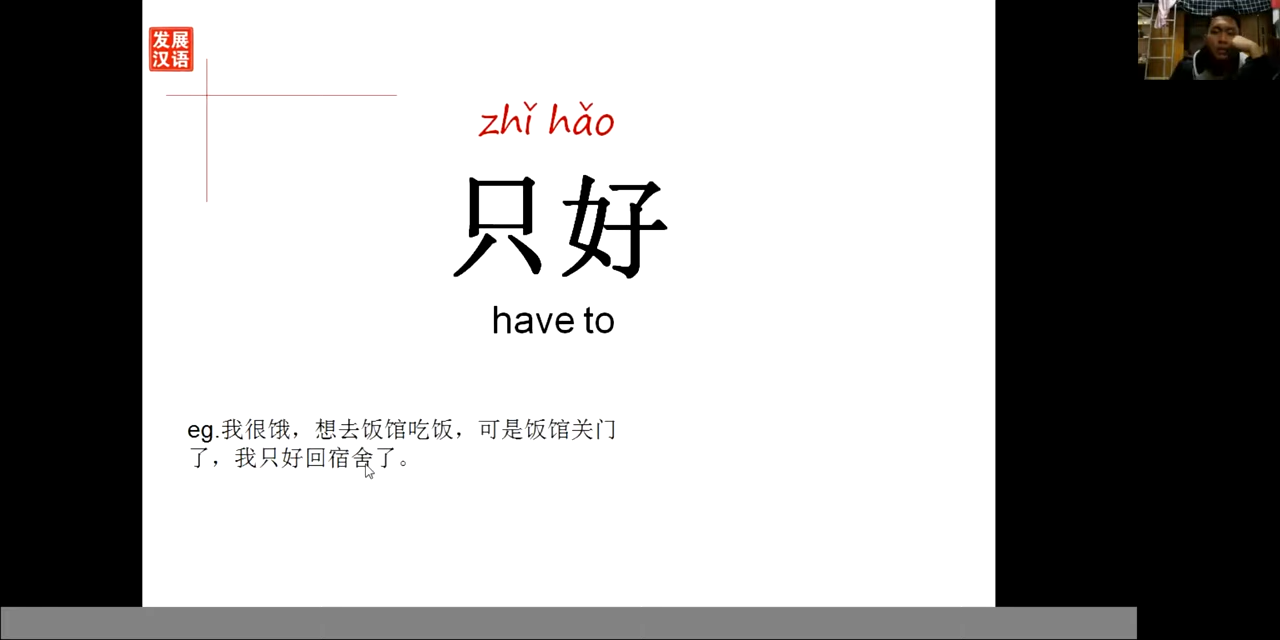 发展
汉语
zhǐ hǎo
只好
have to
eg.我很饿，想去饭馆吃饭，可是饭馆关门
了，我只好回宿舍了。